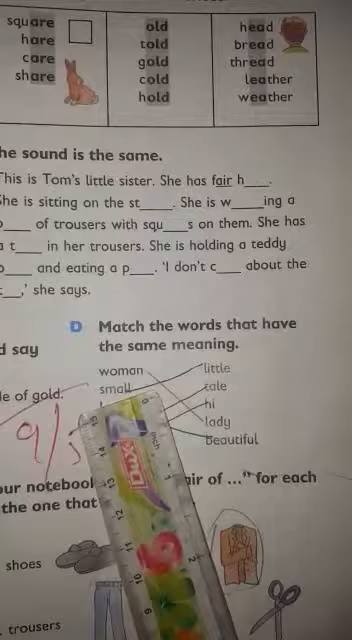 square old head
hare told bread
care gold thread
share cold leather
hold weather
he sound is the same.
This is Tom's little sister. She has fair h____.
She is sitting on the st____. She is w____ing a
____ of trousers with squ____s on them. She has
a t____ in her trousers. She is holding a teddy
____ and eating a p____. 'I don't c____ about the
____,' she says.
D Match the words that have
d say the same meaning.
woman little
small tale
le of gold. hi
lady
beautiful
9/5
our notebook air of ..." for each
the one that
shoes
trousers